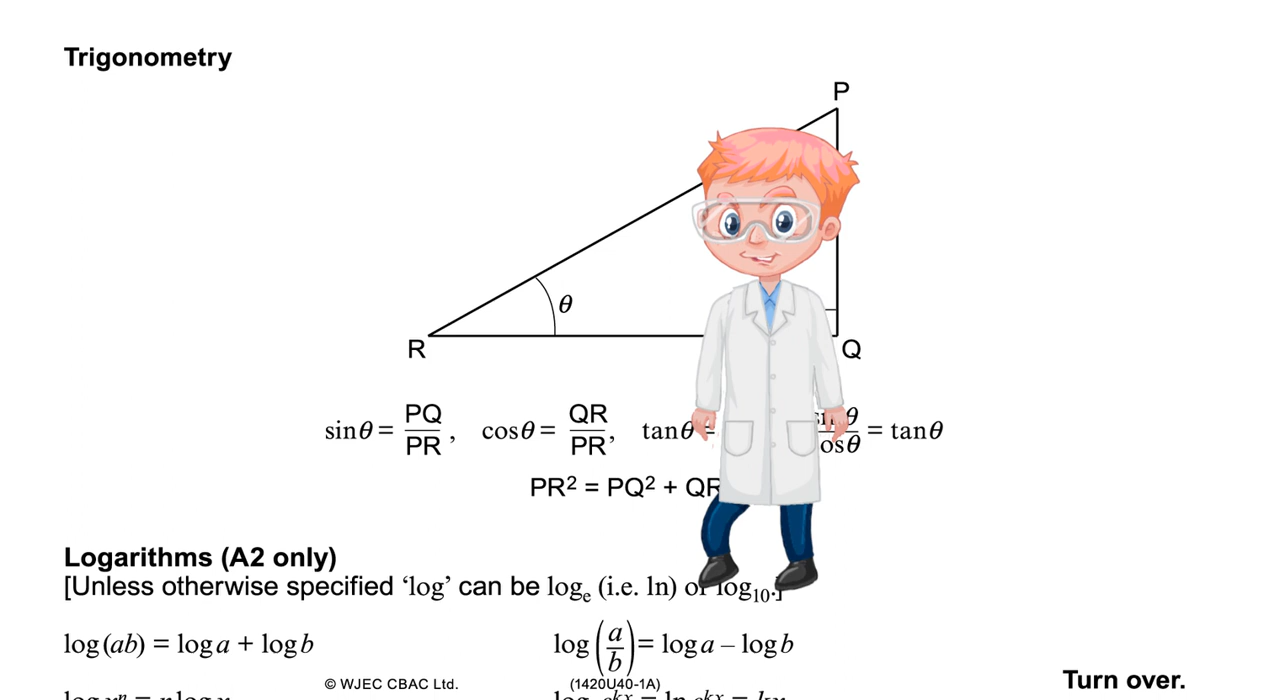 Trigonometry
P
θ
R
Q
sinθ = PQ/PR , cosθ = QR/PR, tanθ = θ/osθ = tanθ
PR² = PQ² + QR
Logarithms (A2 only)
[Unless otherwise specified ‘log’ can be logₑ (i.e. ln) or log₁₀.]
log(ab) = log a + log b log(a/b) = log a – log b
© WJEC CBAC Ltd. (1420U40-1A) Turn over.